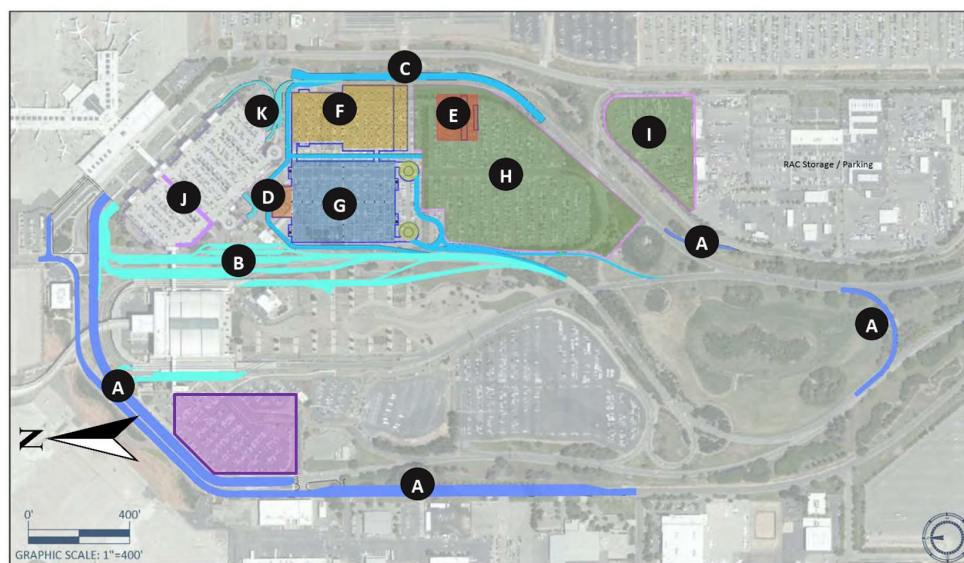 C
K
F
E
I
RAC Storage / Parking
H
J
D
G
A
B
A
A
N
A
0'
400'
GRAPHIC SCALE: 1"=400'